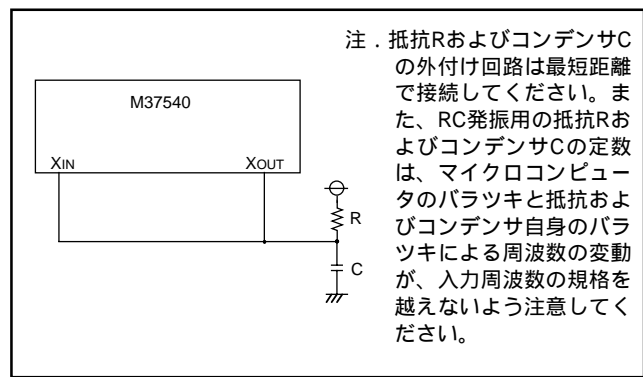 M37540
XIN
XOUT
R
C
注．抵抗RおよびコンデンサC
の外付け回路は最短距離
で接続してください。ま
た、RC発振用の抵抗Rお
よびコンデンサCの定数
は、マイクロコンピュー
タのバラツキと抵抗およ
びコンデンサ自身のバラ
ツキによる周波数の変動
が、入力周波数の規格を
越えないよう注意してく
ださい。